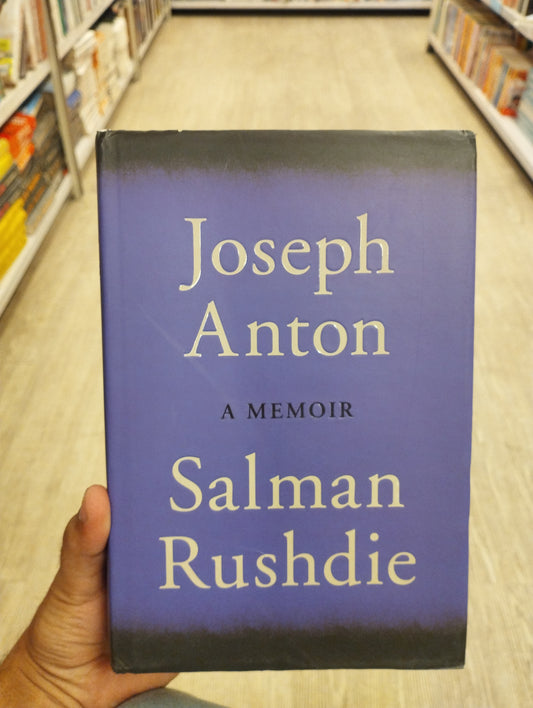 Joseph
Anton
A MEMOIR
Salman
Rushdie